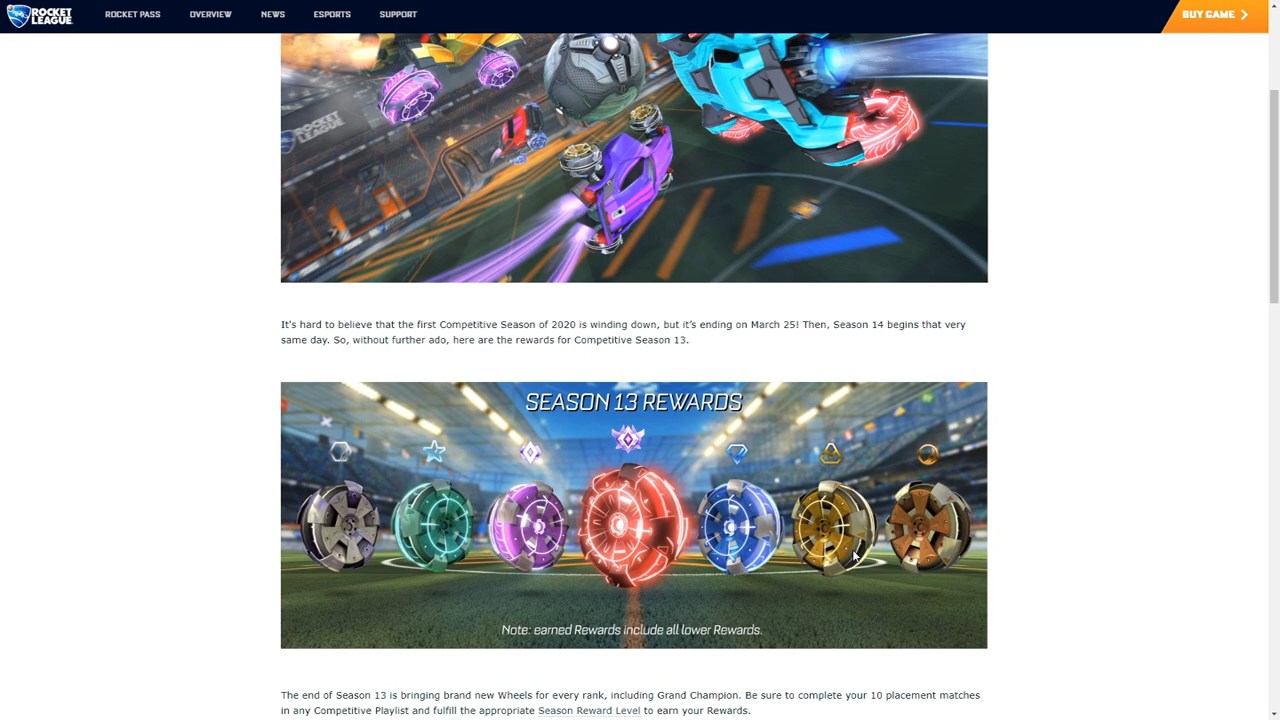 ROCKET LEAGUE
ROCKET PASS OVERVIEW NEWS ESPORTS SUPPORT
BUY GAME
ROCKET LEAGUE
It's hard to believe that the first Competitive Season of 2020 is winding down, but it's ending on March 25! Then, Season 14 begins that very
same day. So, without further ado, here are the rewards for Competitive Season 13.
SEASON 13 REWARDS
Note: earned Rewards include all lower Rewards.
The end of Season 13 is bringing brand new Wheels for every rank, including Grand Champion. Be sure to complete your 10 placement matches
in any Competitive Playlist and fulfill the appropriate Season Reward Level to earn your Rewards.